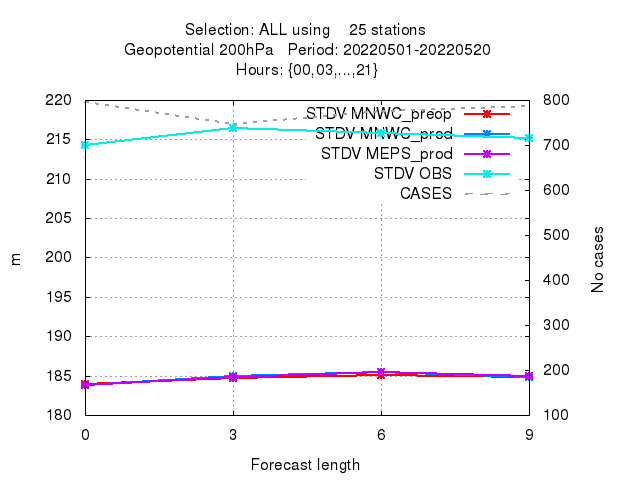 Selection: ALL using 25 stations
Geopotential 200hPa Period: 20220501-20220520
Hours: {00,03,...,21}
220
215
210
205
200
195
190
185
180
m
800
700
600
500
400
300
200
100
No cases
STDV MNWC_preop
STDV MNWC_prod
STDV MEPS_prod
STDV OBS
CASES
0 3 6 9
Forecast length